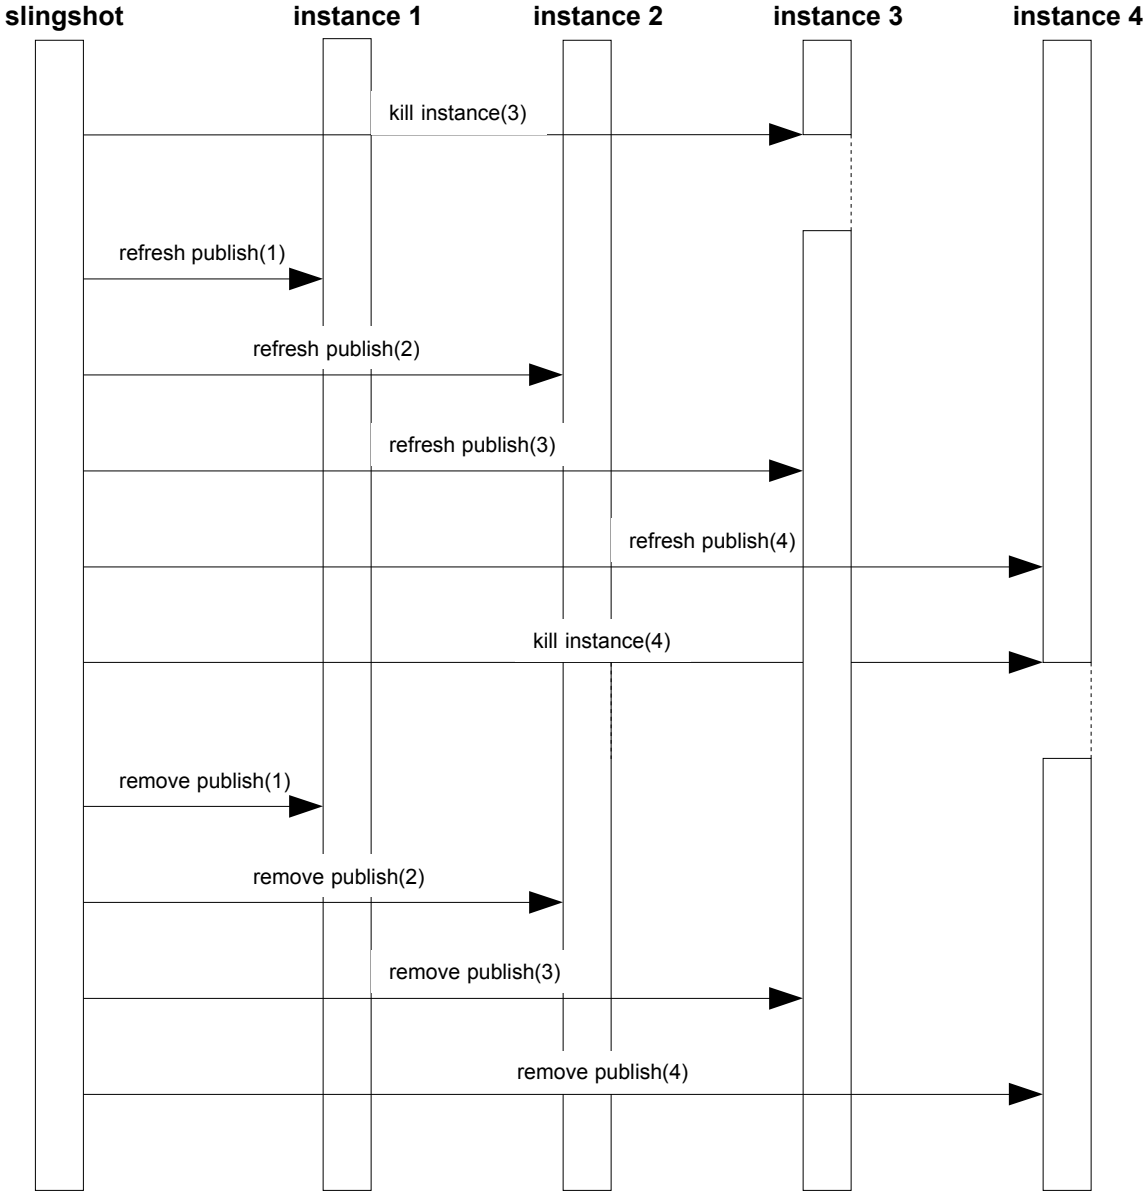 slingshot instance 1 instance 2 instance 3 instance 4
kill instance(3)
refresh publish(1)
refresh publish(2)
refresh publish(3)
refresh publish(4)
kill instance(4)
remove publish(1)
remove publish(2)
remove publish(3)
remove publish(4)